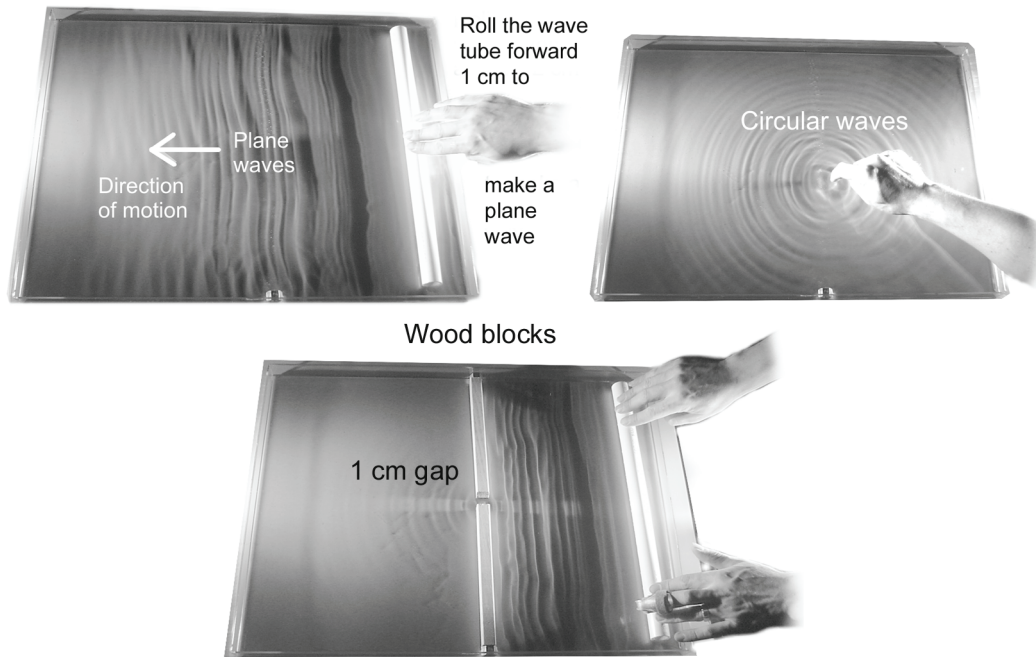 Roll the wave
tube forward
1 cm to
make a
plane
wave
Plane
waves
Direction
of motion
Circular waves
Wood blocks
1 cm gap